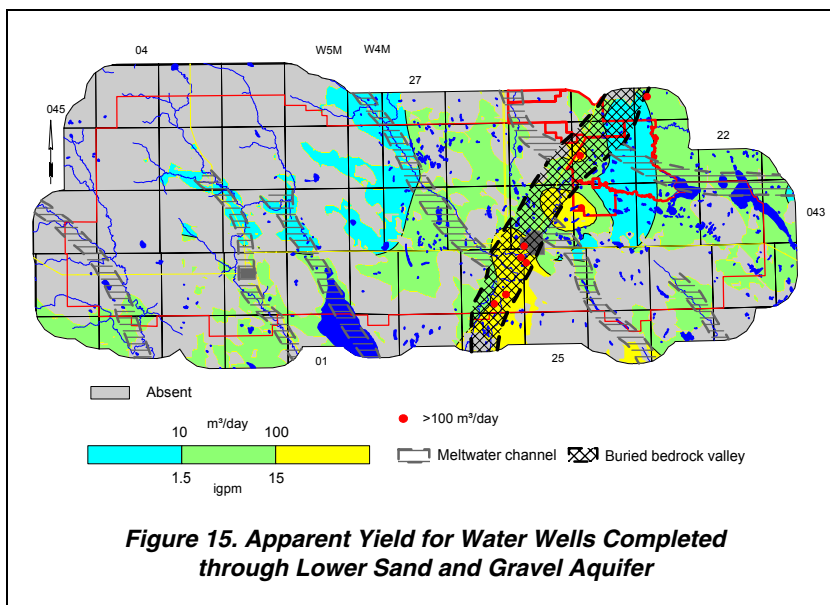 04
W5M W4M
27
045
22
043
01
25
Absent
10 m³/day 100
1.5 igpm 15
>100 m³/day
Meltwater channel
Buried bedrock valley
Figure 15. Apparent Yield for Water Wells Completed
through Lower Sand and Gravel Aquifer